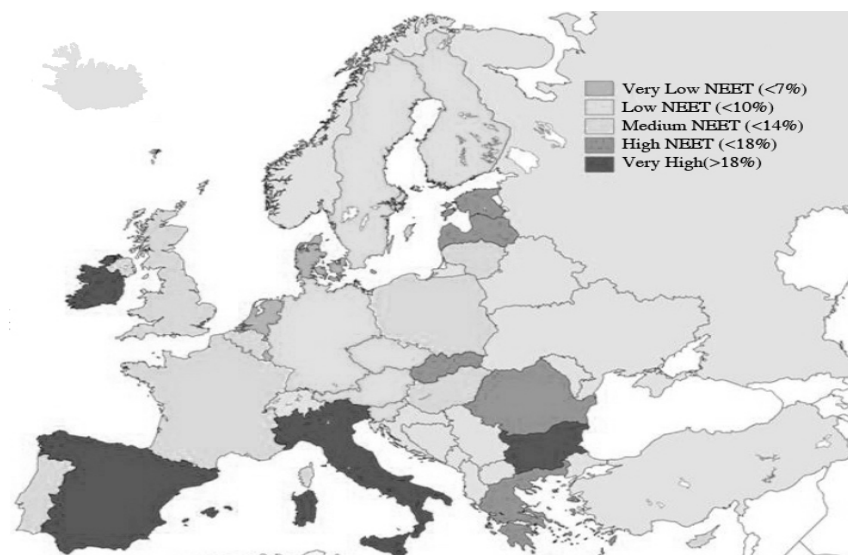 Very Low NEET (<7%)
Low NEET (<10%)
Medium NEET (<14%)
High NEET (<18%)
Very High(>18%)